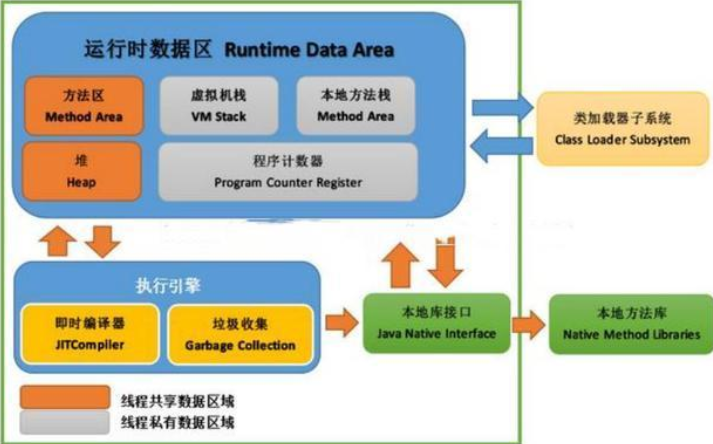 运行时数据区 Runtime Data Area
方法区
Method Area
虚拟机栈
VM Stack
本地方法栈
Method Area
堆
Heap
程序计数器
Program Counter Register
类加载器子系统
Class Loader Subsystem
执行引擎
即时编译器
JITCompiler
垃圾收集
Garbage Collection
本地库接口
Java Native Interface
本地方法库
Native Method Libraries
线程共享数据区域
线程私有数据区域